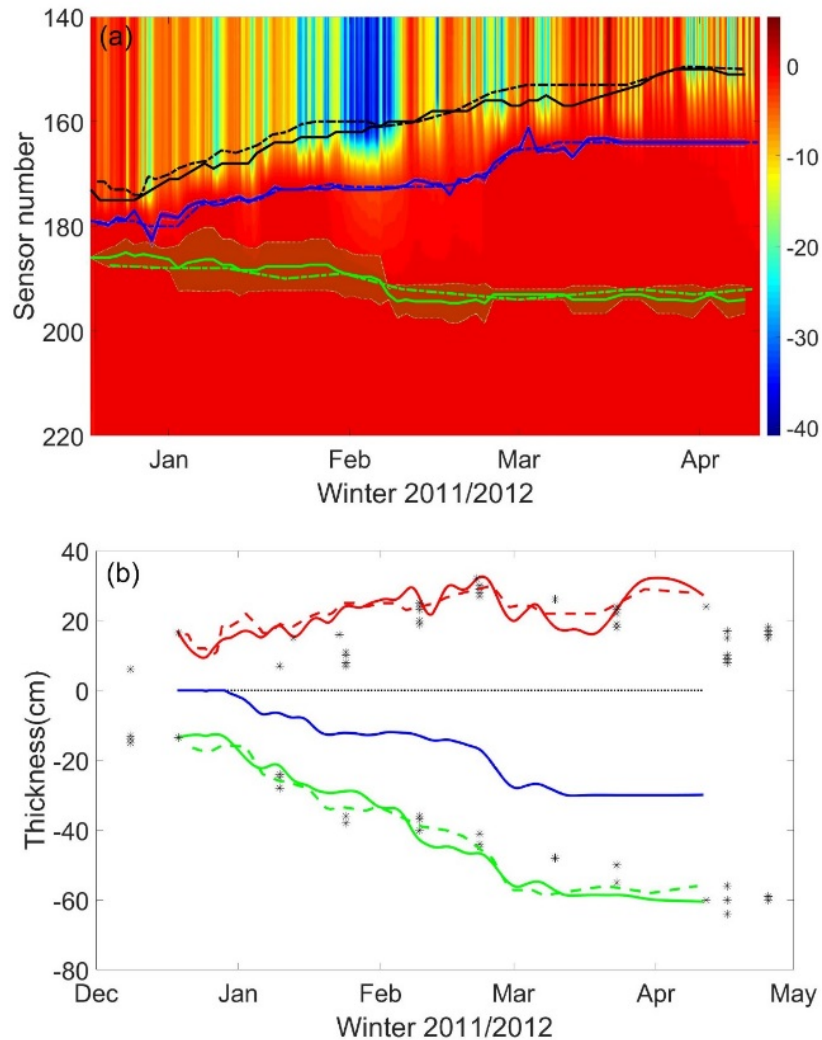 (a)
140
160
180
200
220
Sensor number
Jan
Feb
Mar
Apr
Winter 2011/2012
0
-10
-20
-30
-40
(b)
40
20
0
-20
-40
-60
-80
Thickness(cm)
Dec
Jan
Feb
Mar
Apr
May
Winter 2011/2012